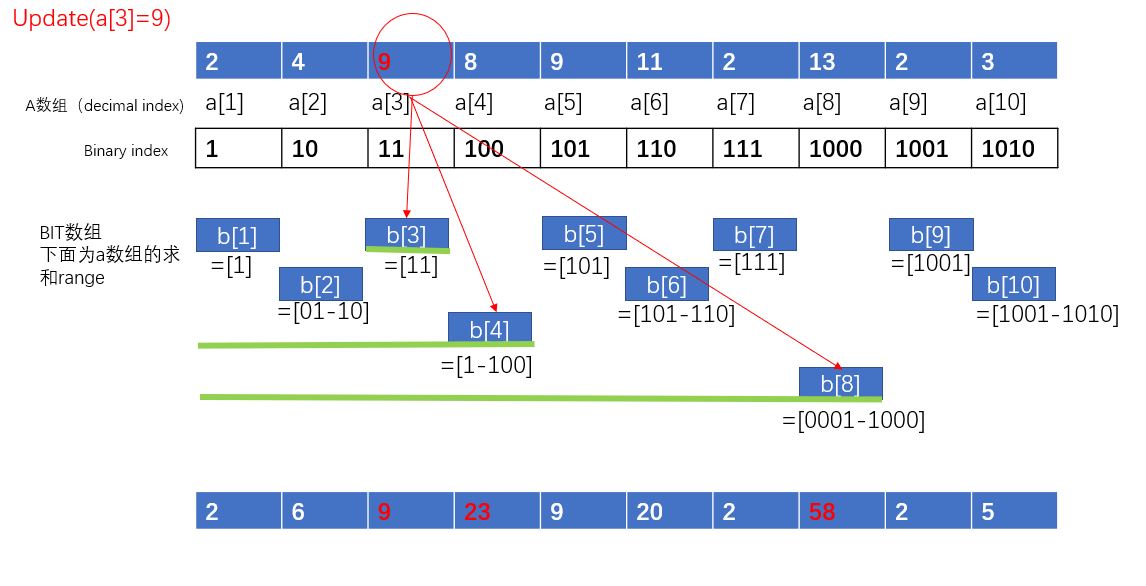 Update(a[3]=9)
2 4 9 8 9 11 2 13 2 3
A数组（decimal index) a[1] a[2] a[3] a[4] a[5] a[6] a[7] a[8] a[9] a[10]
Binary index 1 10 11 100 101 110 111 1000 1001 1010
BIT数组
下面为a数组的求
和range
b[1] b[3] b[5] b[7] b[9]
=[1] =[11] =[101] =[111] =[1001]
b[2] b[6] b[10]
=[01-10] =[101-110] =[1001-1010]
b[4]
=[1-100]
b[8]
=[0001-1000]
2 6 9 23 9 20 2 58 2 5